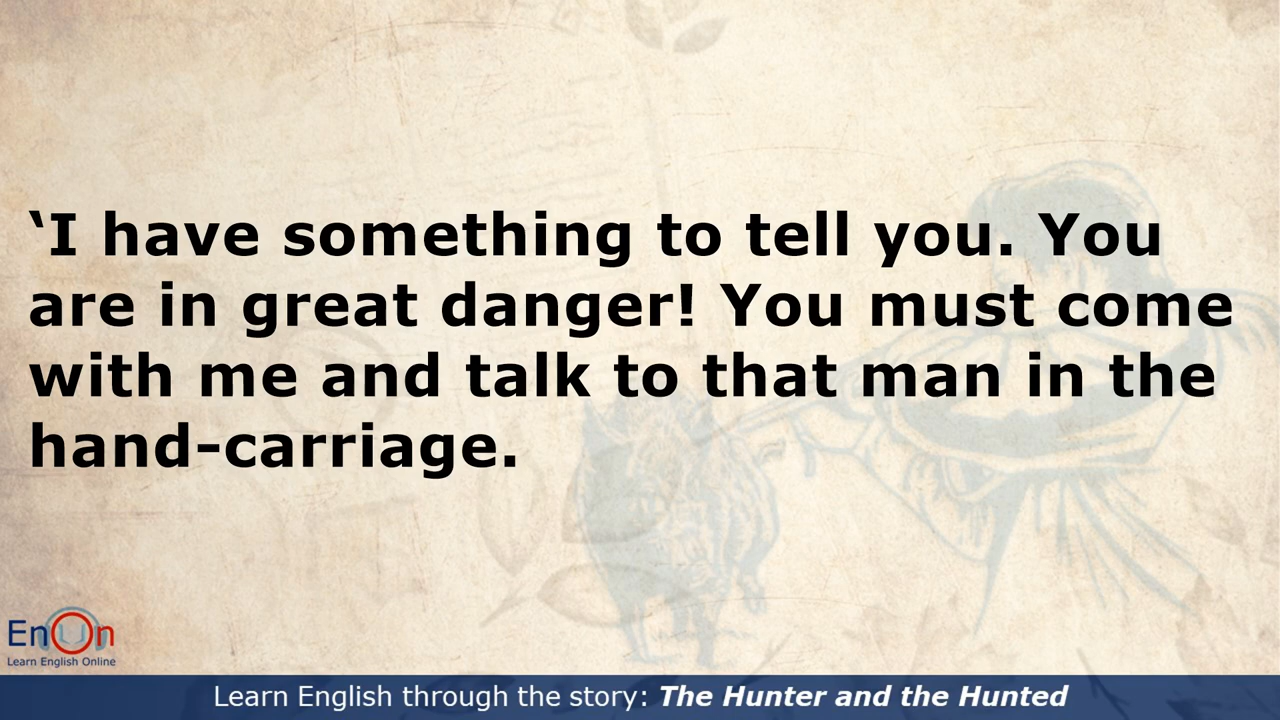 ‘I have something to tell you. You
are in great danger! You must come
with me and talk to that man in the
hand-carriage.
EnOn
Learn English Online
Learn English through the story: The Hunter and the Hunted